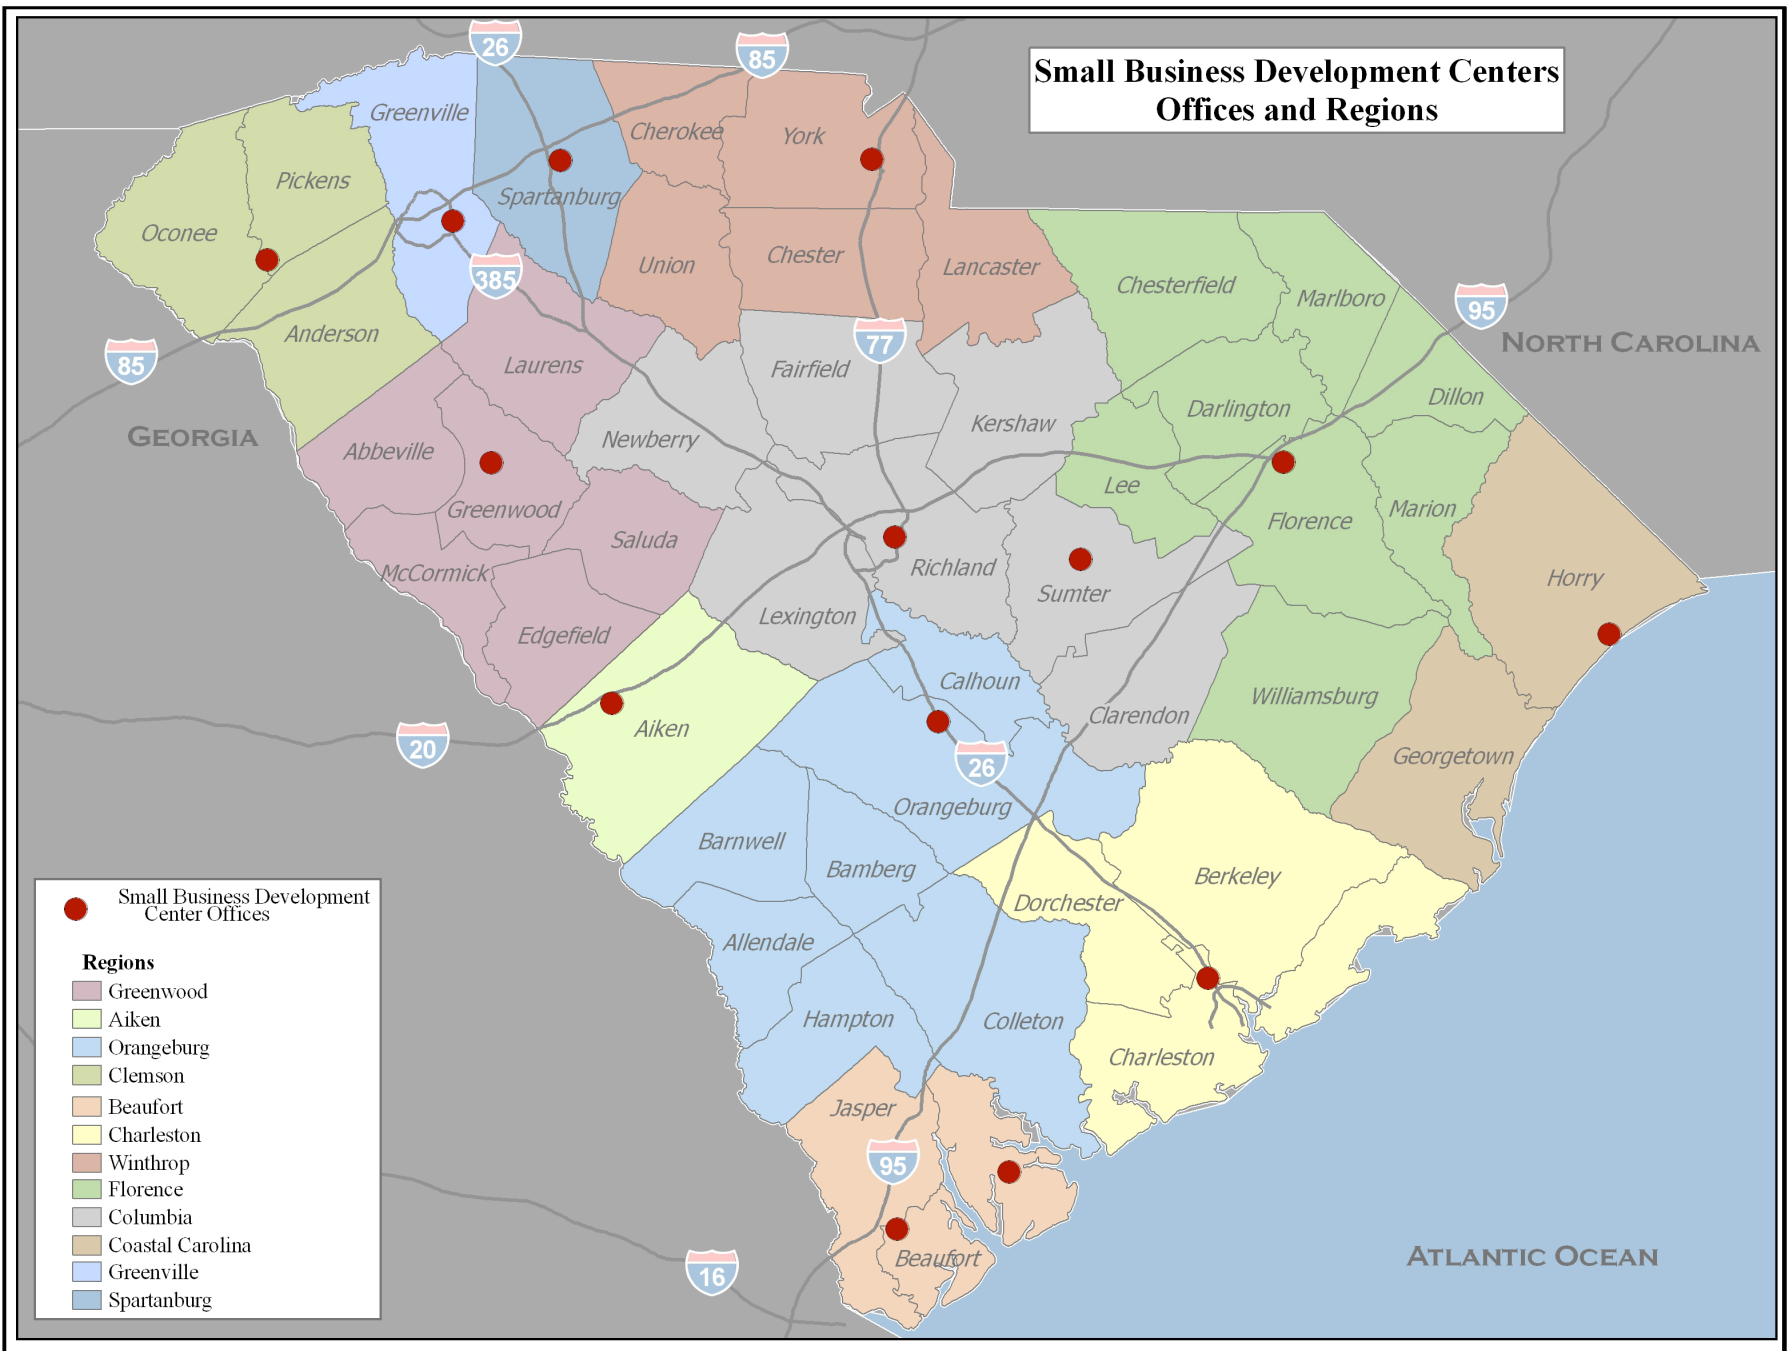 Small Business Development Centers
Offices and Regions
26
85
Greenville
Cherokee
York
Pickens
Spartanburg
Oconee
Union
Chester
Lancaster
385
Chesterfield
Marlboro
95
NORTH CAROLINA
Anderson
85
77
Laurens
Fairfield
Dillon
Darlington
Kershaw
GEORGIA
Abbeville
Newberry
Lee
Greenwood
Marion
Florence
Saluda
McCormick
Richland
Horry
Sumter
Lexington
Edgefield
Calhoun
Williamsburg
Clarendon
Aiken
20
Georgetown
26
Orangeburg
Barnwell
Bamberg
Berkeley
Dorchester
Allendale
Hampton
Colleton
Charleston
Jasper
95
Beaufort
16
ATLANTIC OCEAN
Small Business Development
Center Offices
Regions
Greenwood
Aiken
Orangeburg
Clemson
Beaufort
Charleston
Winthrop
Florence
Columbia
Coastal Carolina
Greenville
Spartanburg